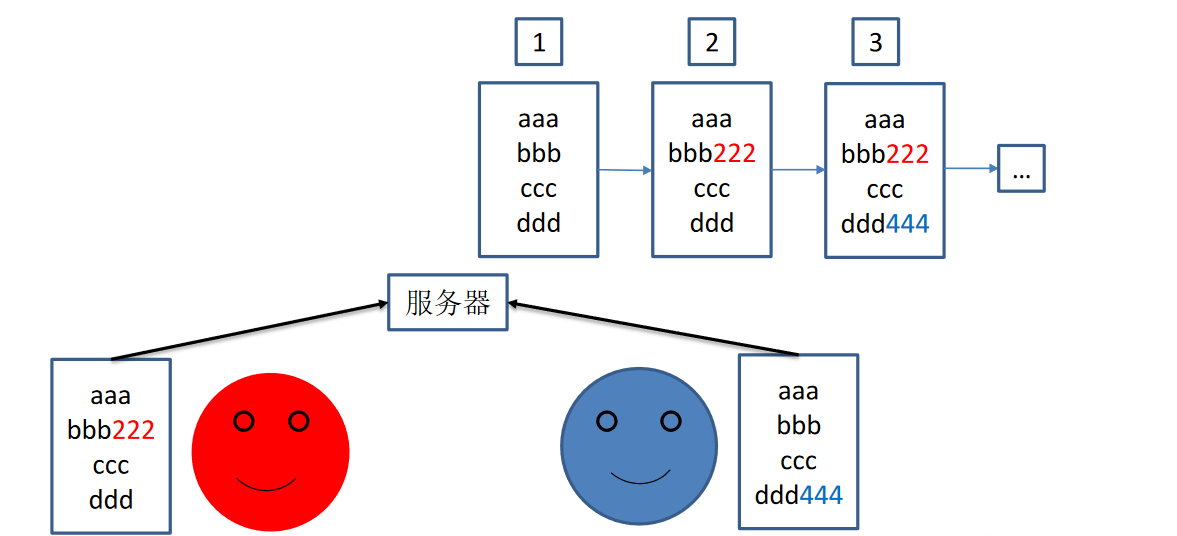 1
2
3
aaa
bbb
ccc
ddd
aaa
bbb222
ccc
ddd
aaa
bbb222
ccc
ddd444
...
服务器
aaa
bbb222
ccc
ddd
aaa
bbb
ccc
ddd444